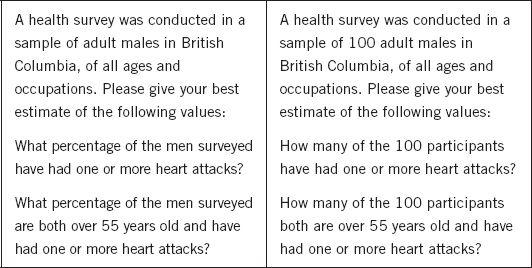 A health survey was conducted in a
sample of adult males in British
Columbia, of all ages and
occupations. Please give your best
estimate of the following values:
What percentage of the men surveyed
have had one or more heart attacks?
What percentage of the men surveyed
are both over 55 years old and have
had one or more heart attacks?
A health survey was conducted in a
sample of 100 adult males in
British Columbia, of all ages and
occupations. Please give your best
estimate of the following values:
How many of the 100 participants
have had one or more heart attacks?
How many of the 100 participants
both are over 55 years old and have
had one or more heart attacks?